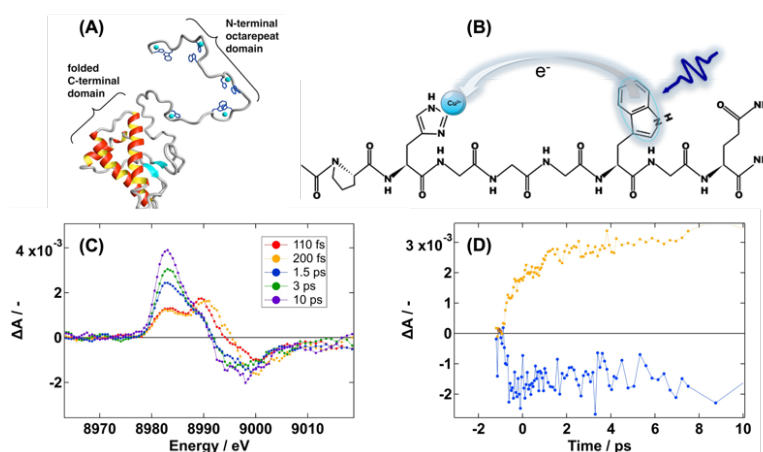 (A)
N-terminal
octarepeat
domain
folded
C-terminal
domain
(B)
e-
Cu²⁺
H
N
N
N
H
O
O
N
O
H
N
O
N
H
O
H
N
O
N
H
O
H
N
O
N
H
O
(C)
4 x10⁻³
2
0
-2
ΔA / -
110 fs
200 fs
1.5 ps
3 ps
10 ps
8970 8980 8990 9000 9010
Energy / eV
(D)
3 x10⁻³
2
1
0
-1
-2
ΔA / -
-2 0 2 4 6 8 10
Time / ps